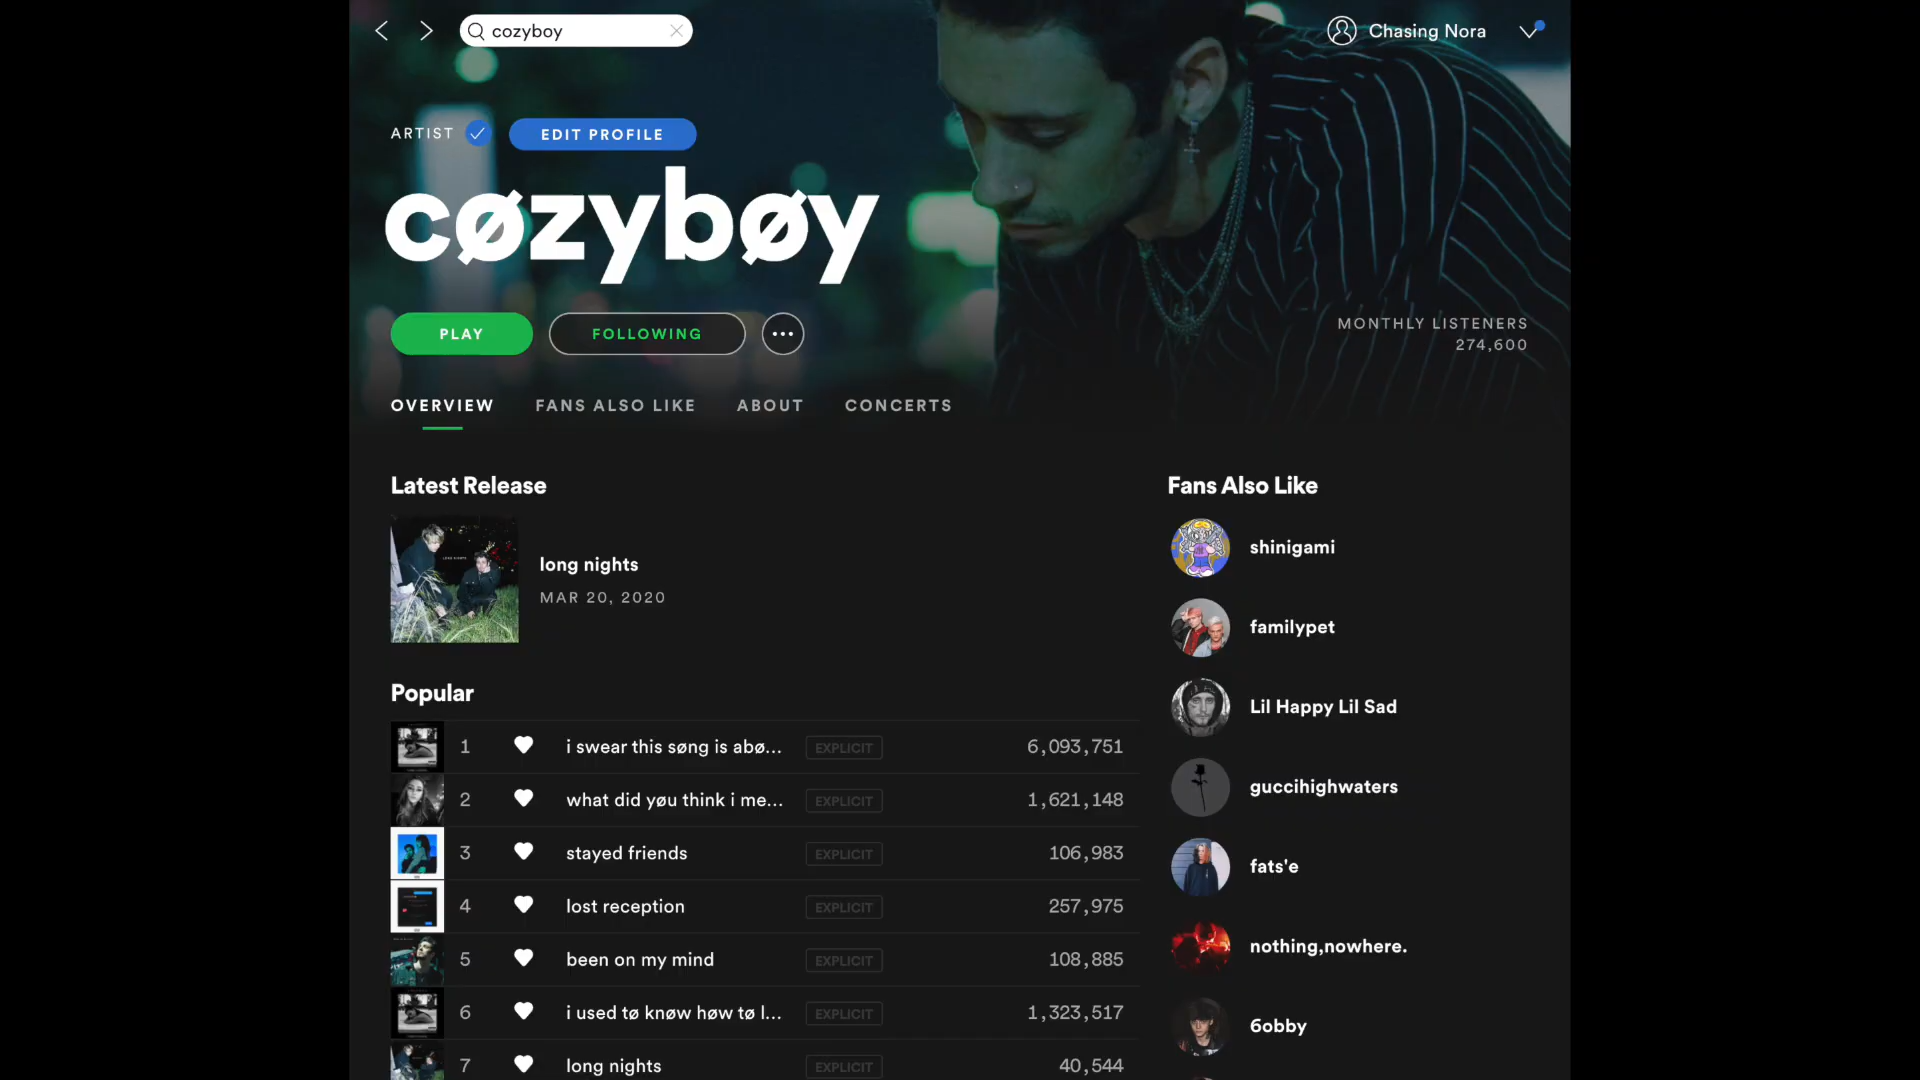 cozyboy
Chasing Nora
ARTIST
EDIT PROFILE
cøzybøy
PLAY
FOLLOWING
MONTHLY LISTENERS
274,600
OVERVIEW
FANS ALSO LIKE
ABOUT
CONCERTS
Latest Release
long nights
MAR 20, 2020
Popular
1 i swear this søng is abø... EXPLICIT 6,093,751
2 what did yøu think i me... EXPLICIT 1,621,148
3 stayed friends EXPLICIT 106,983
4 lost reception EXPLICIT 257,975
5 been on my mind EXPLICIT 108,885
6 i used tø knøw høw tø l... EXPLICIT 1,323,517
7 long nights EXPLICIT 40,544
Fans Also Like
shinigami
familypet
Lil Happy Lil Sad
guccihighwaters
fats'e
nothing,nowhere.
6obby